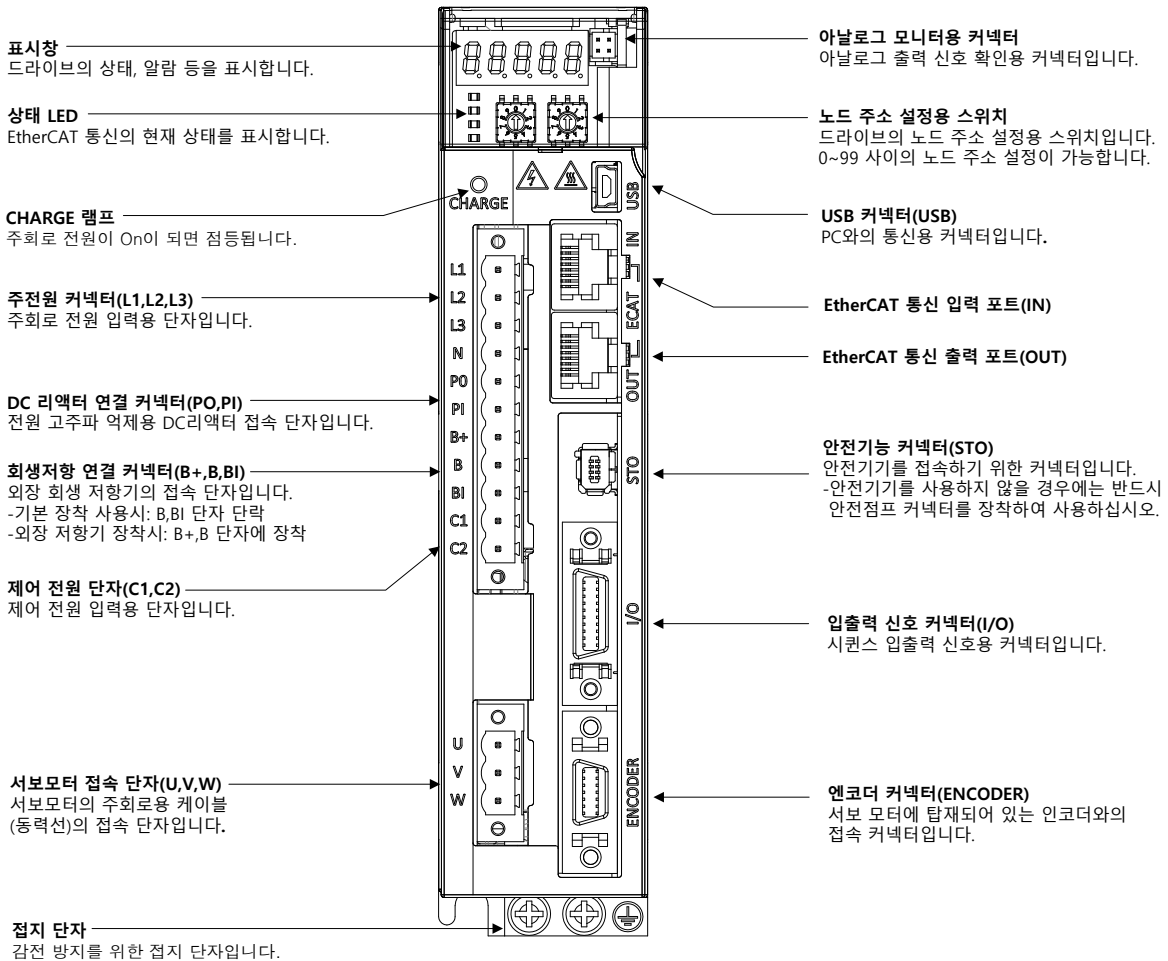 표시창
드라이브의 상태, 알람 등을 표시합니다.
상태 LED
EtherCAT 통신의 현재 상태를 표시합니다.
CHARGE 램프
주회로 전원이 On이 되면 점등됩니다.
주전원 커넥터(L1,L2,L3)
주회로 전원 입력용 단자입니다.
DC 리액터 연결 커넥터(PO,PI)
전원 고주파 억제용 DC리액터 접속 단자입니다.
회생저항 연결 커넥터(B+,B,BI)
외장 회생 저항기의 접속 단자입니다.
-기본 장착 사용시: B,BI 단자 단락
-외장 저항기 장착시: B+,B 단자에 장착
제어 전원 단자(C1,C2)
제어 전원 입력용 단자입니다.
서보모터 접속 단자(U,V,W)
서보모터의 주회로용 케이블
(동력선)의 접속 단자입니다.
접지 단자
감전 방지를 위한 접지 단자입니다.
88888
CHARGE
L1
L2
L3
N
P0
PI
B+
B
BI
C1
C2
U
V
W
USB
IN
ECAT
OUT
STO
I/O
ENCODER
아날로그 모니터용 커넥터
아날로그 출력 신호 확인용 커넥터입니다.
노드 주소 설정용 스위치
드라이브의 노드 주소 설정용 스위치입니다.
0~99 사이의 노드 주소 설정이 가능합니다.
USB 커넥터(USB)
PC와의 통신용 커넥터입니다.
EtherCAT 통신 입력 포트(IN)
EtherCAT 통신 출력 포트(OUT)
안전기능 커넥터(STO)
안전기기를 접속하기 위한 커넥터입니다.
-안전기기를 사용하지 않을 경우에는 반드시
안전점프 커넥터를 장착하여 사용하십시오.
입출력 신호 커넥터(I/O)
시퀀스 입출력 신호용 커넥터입니다.
엔코더 커넥터(ENCODER)
서보 모터에 탑재되어 있는 인코더와의
접속 커넥터입니다.